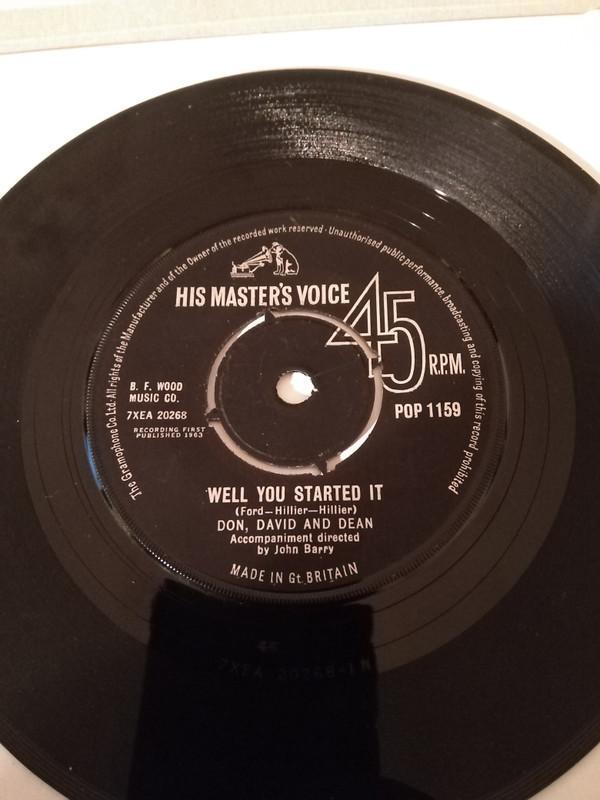 The Gramophone Co. Ltd. All rights of the Manufacturer and of the Owner of the recorded work reserved · Unauthorised public performance, broadcasting and copying of this record prohibited
HIS MASTER'S VOICE
45
R.P.M.
B. F. WOOD
MUSIC CO.
7XEA 20268
RECORDING FIRST
PUBLISHED 1963
POP 1159
WELL YOU STARTED IT
(Ford—Hillier—Hillier)
DON, DAVID AND DEAN
Accompaniment directed
by John Barry
MADE IN Gt. BRITAIN
7XEA 20268-1N